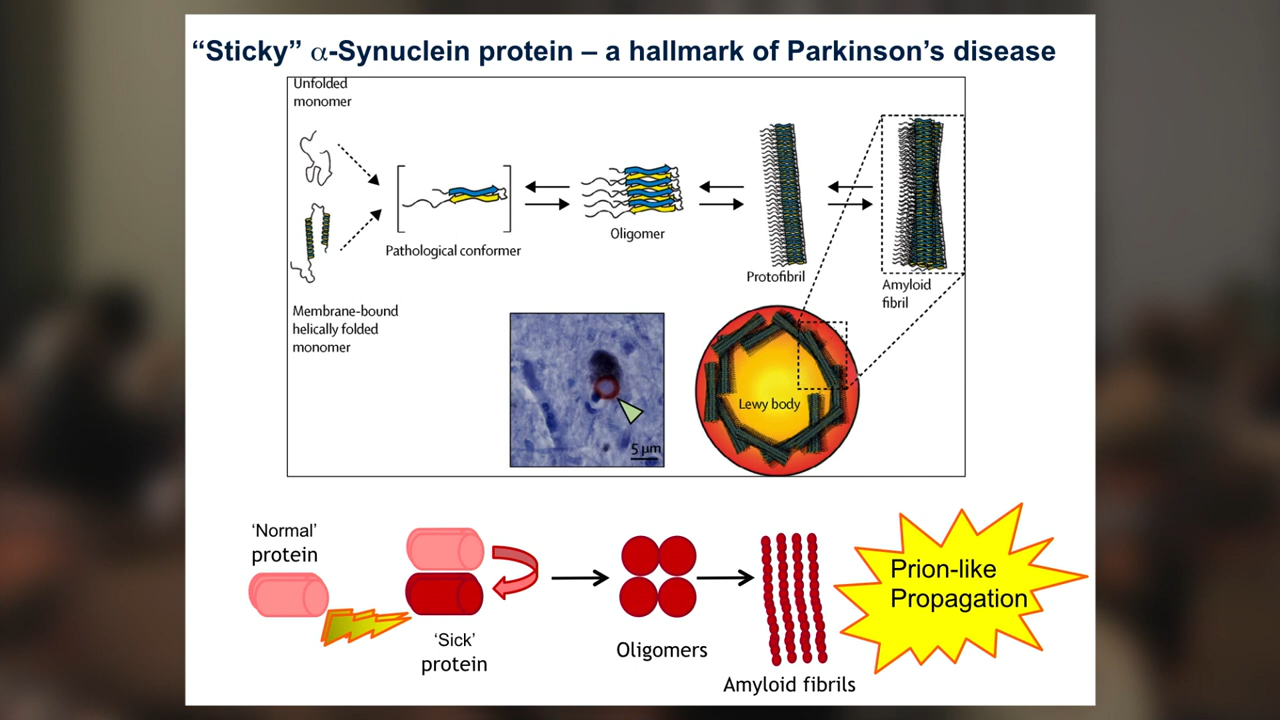 “Sticky” α-Synuclein protein – a hallmark of Parkinson’s disease
Unfolded
monomer
Pathological conformer
Oligomer
Protofibril
Amyloid
fibril
Membrane-bound
helically folded
monomer
Lewy body
5 µm
‘Normal’
protein
‘Sick’
protein
Oligomers
Amyloid fibrils
Prion-like
Propagation